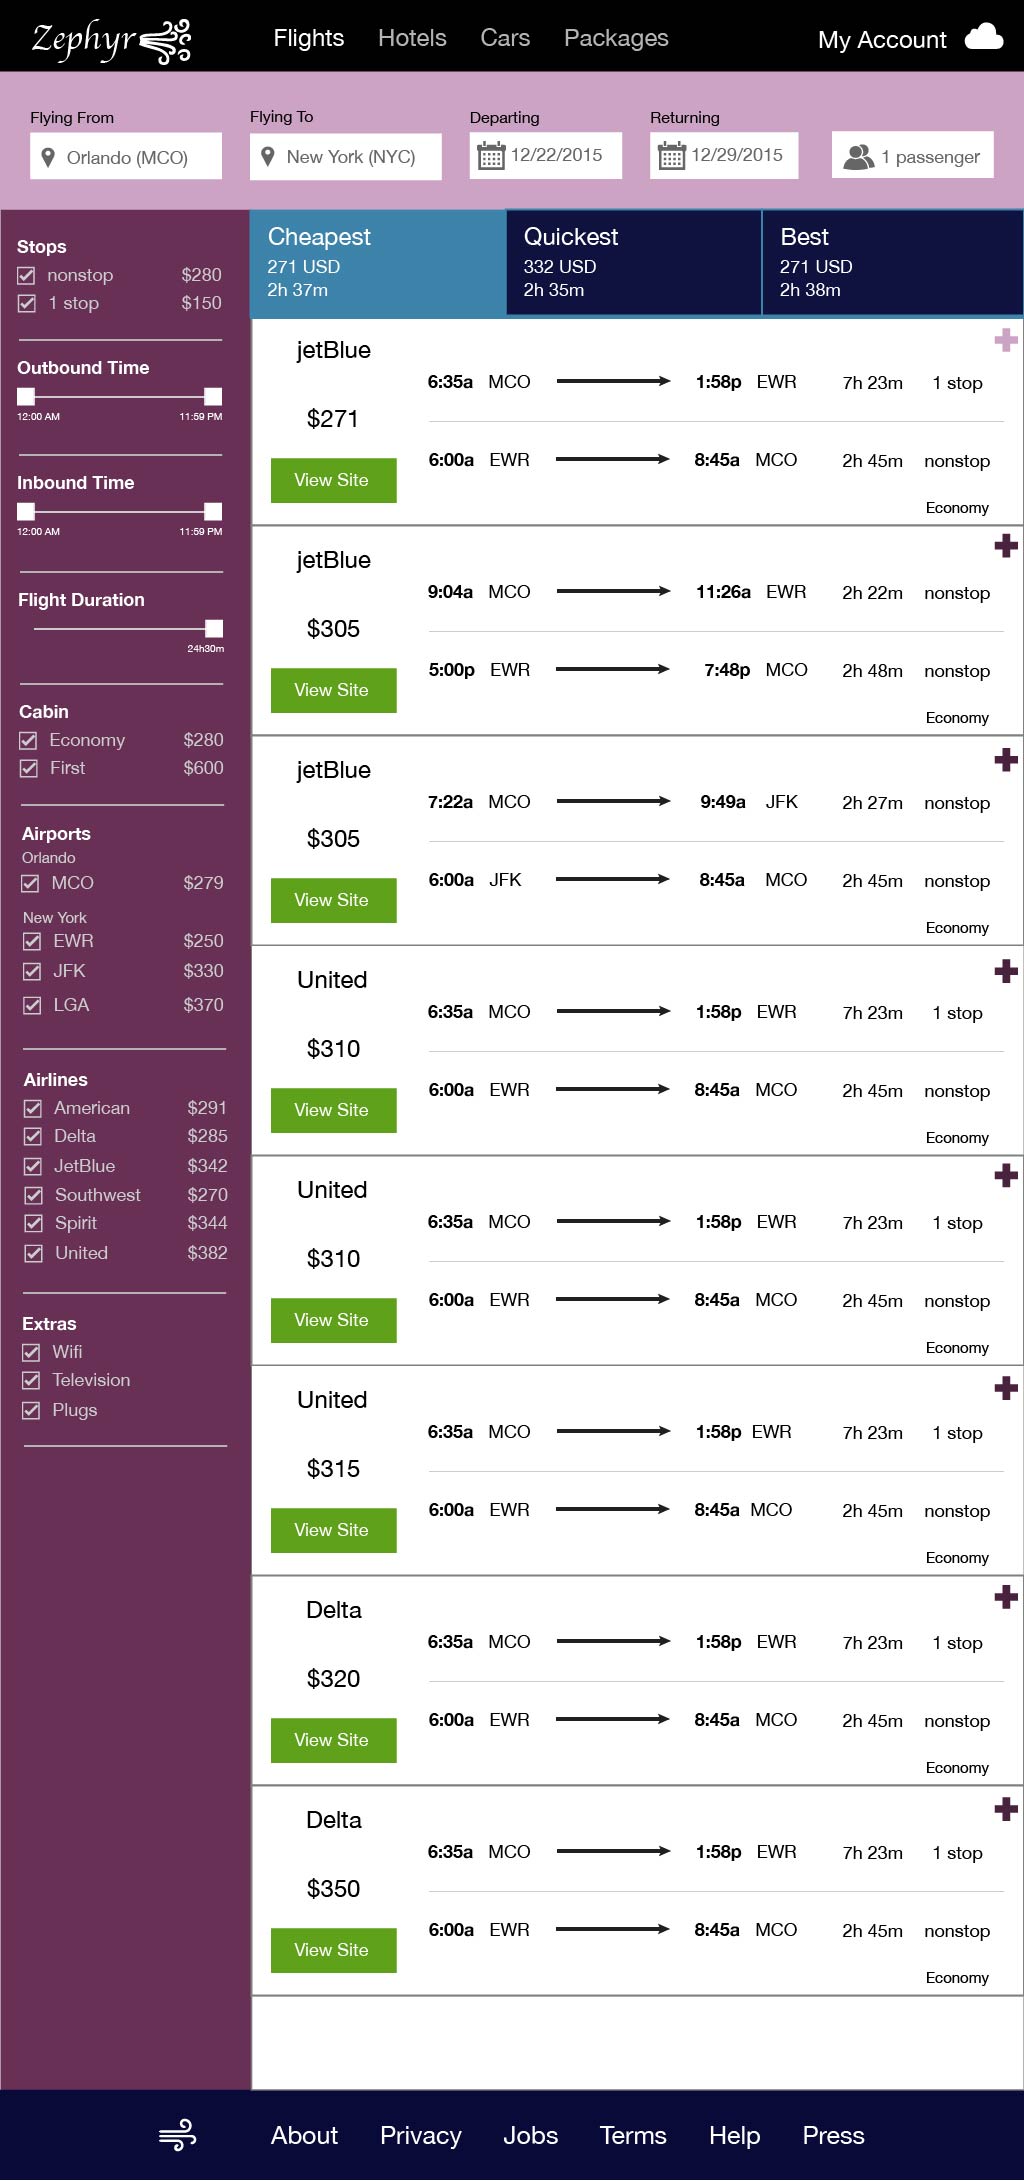 Zephyr
Flights Hotels Cars Packages
My Account
Flying From
Orlando (MCO)
Flying To
New York (NYC)
Departing
12/22/2015
Returning
12/29/2015
1 passenger
Stops
nonstop $280
1 stop $150
Outbound Time
12:00 AM 11:59 PM
Inbound Time
12:00 AM 11:59 PM
Flight Duration
24h30m
Cabin
Economy $280
First $600
Airports
Orlando
MCO $279
New York
EWR $250
JFK $330
LGA $370
Airlines
American $291
Delta $285
JetBlue $342
Southwest $270
Spirit $344
United $382
Extras
Wifi
Television
Plugs
Cheapest
271 USD
2h 37m
Quickest
332 USD
2h 35m
Best
271 USD
2h 38m
jetBlue
6:35a MCO 1:58p EWR 7h 23m 1 stop
$271
6:00a EWR 8:45a MCO 2h 45m nonstop
View Site
Economy
jetBlue
9:04a MCO 11:26a EWR 2h 22m nonstop
$305
5:00p EWR 7:48p MCO 2h 48m nonstop
View Site
Economy
jetBlue
7:22a MCO 9:49a JFK 2h 27m nonstop
$305
6:00a JFK 8:45a MCO 2h 45m nonstop
View Site
Economy
United
6:35a MCO 1:58p EWR 7h 23m 1 stop
$310
6:00a EWR 8:45a MCO 2h 45m nonstop
View Site
Economy
United
6:35a MCO 1:58p EWR 7h 23m 1 stop
$310
6:00a EWR 8:45a MCO 2h 45m nonstop
View Site
Economy
United
6:35a MCO 1:58p EWR 7h 23m 1 stop
$315
6:00a EWR 8:45a MCO 2h 45m nonstop
View Site
Economy
Delta
6:35a MCO 1:58p EWR 7h 23m 1 stop
$320
6:00a EWR 8:45a MCO 2h 45m nonstop
View Site
Economy
Delta
6:35a MCO 1:58p EWR 7h 23m 1 stop
$350
6:00a EWR 8:45a MCO 2h 45m nonstop
View Site
Economy
About Privacy Jobs Terms Help Press